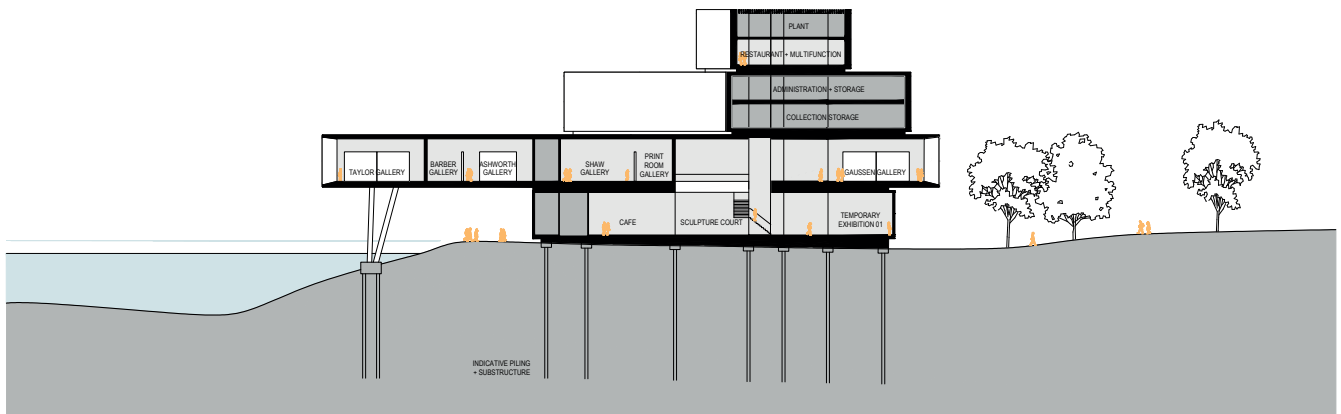 PLANT
RESTAURANT + MULTIFUNCTION
ADMINISTRATION + STORAGE
COLLECTION STORAGE
TAYLOR GALLERY
BARBER
GALLERY
ASHWORTH
GALLERY
SHAW
GALLERY
PRINT
ROOM
GALLERY
GAUSSEN GALLERY
CAFE
SCULPTURE COURT
TEMPORARY
EXHIBITION 01
INDICATIVE PILING
+ SUBSTRUCTURE